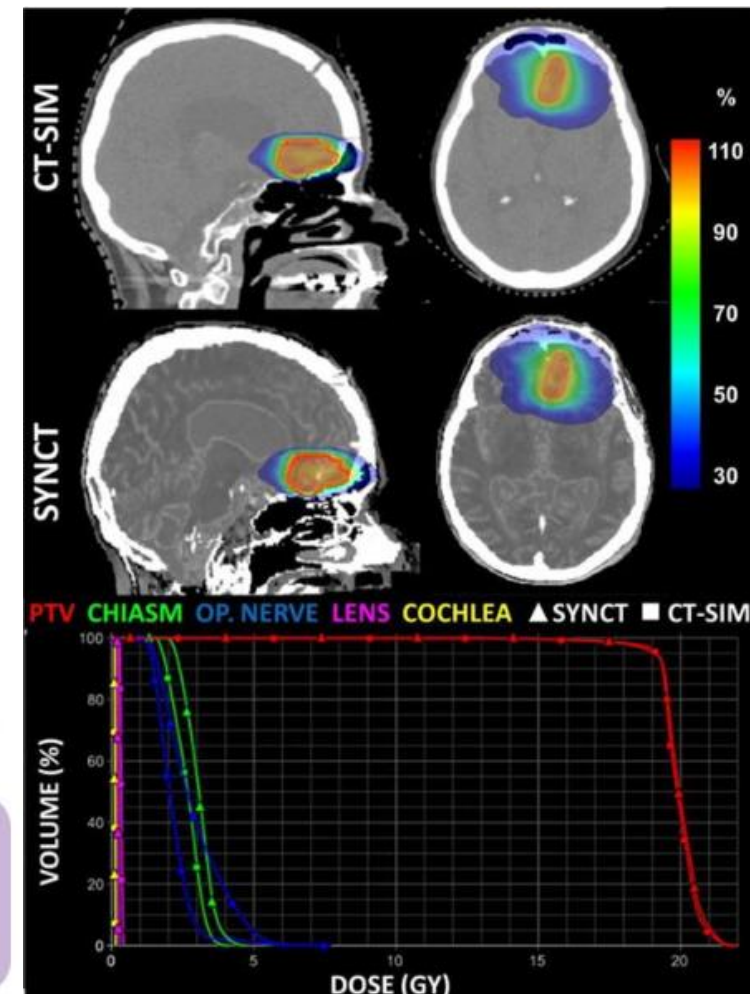 CT-SIM
%
110
90
70
50
30
SYNCT
PTV CHIASM OP. NERVE LENS COCHLEA ▲ SYNCT ■ CT-SIM
VOLUME (%)
100
80
60
40
20
0
0 5 10 15 20
DOSE (GY)